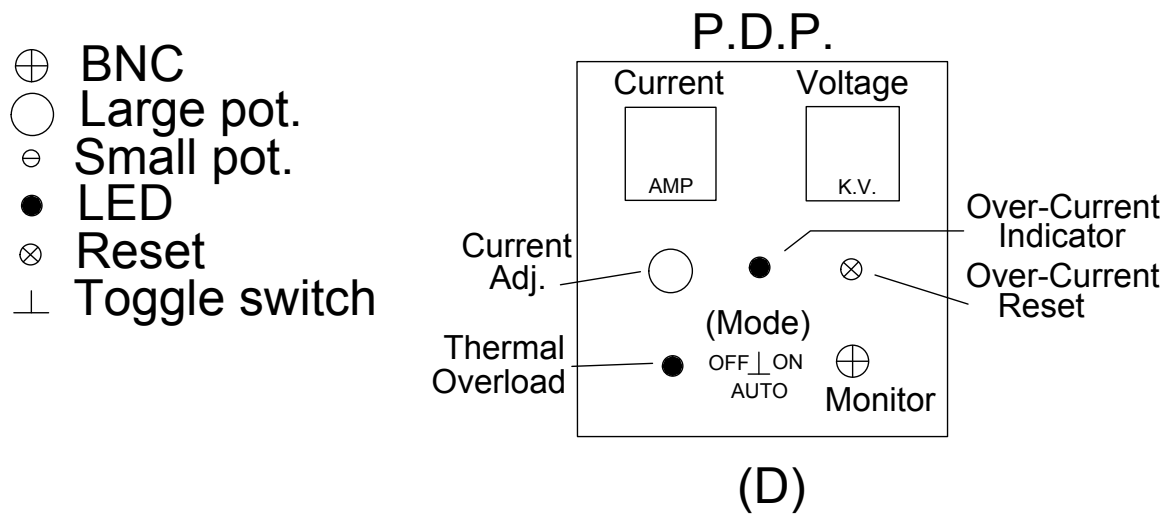 BNC
Large pot.
Small pot.
LED
Reset
Toggle switch
P.D.P.
Current
Voltage
AMP
K.V.
Over-Current
Indicator
Current
Adj.
Over-Current
Reset
(Mode)
Thermal
Overload
OFF ON
AUTO
Monitor
(D)